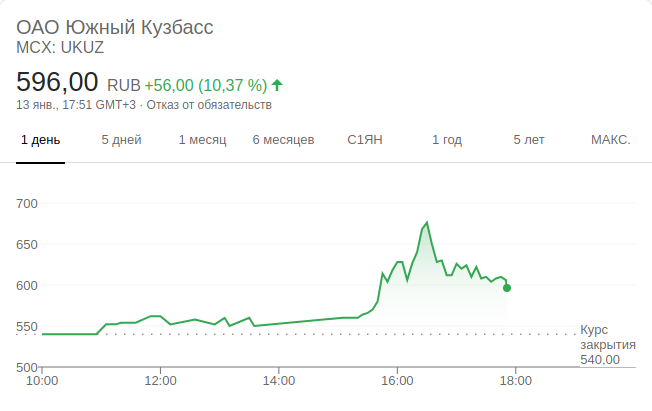 ОАО Южный Кузбасс
MCX: UKUZ
596,00 RUB +56,00 (10,37 %)
13 янв., 17:51 GMT+3 · Отказ от обязательств
1 день 5 дней 1 месяц 6 месяцев С1ЯН 1 год 5 лет МАКС.
700
650
600
550
Курс
закрытия
540,00
500
10:00 12:00 14:00 16:00 18:00